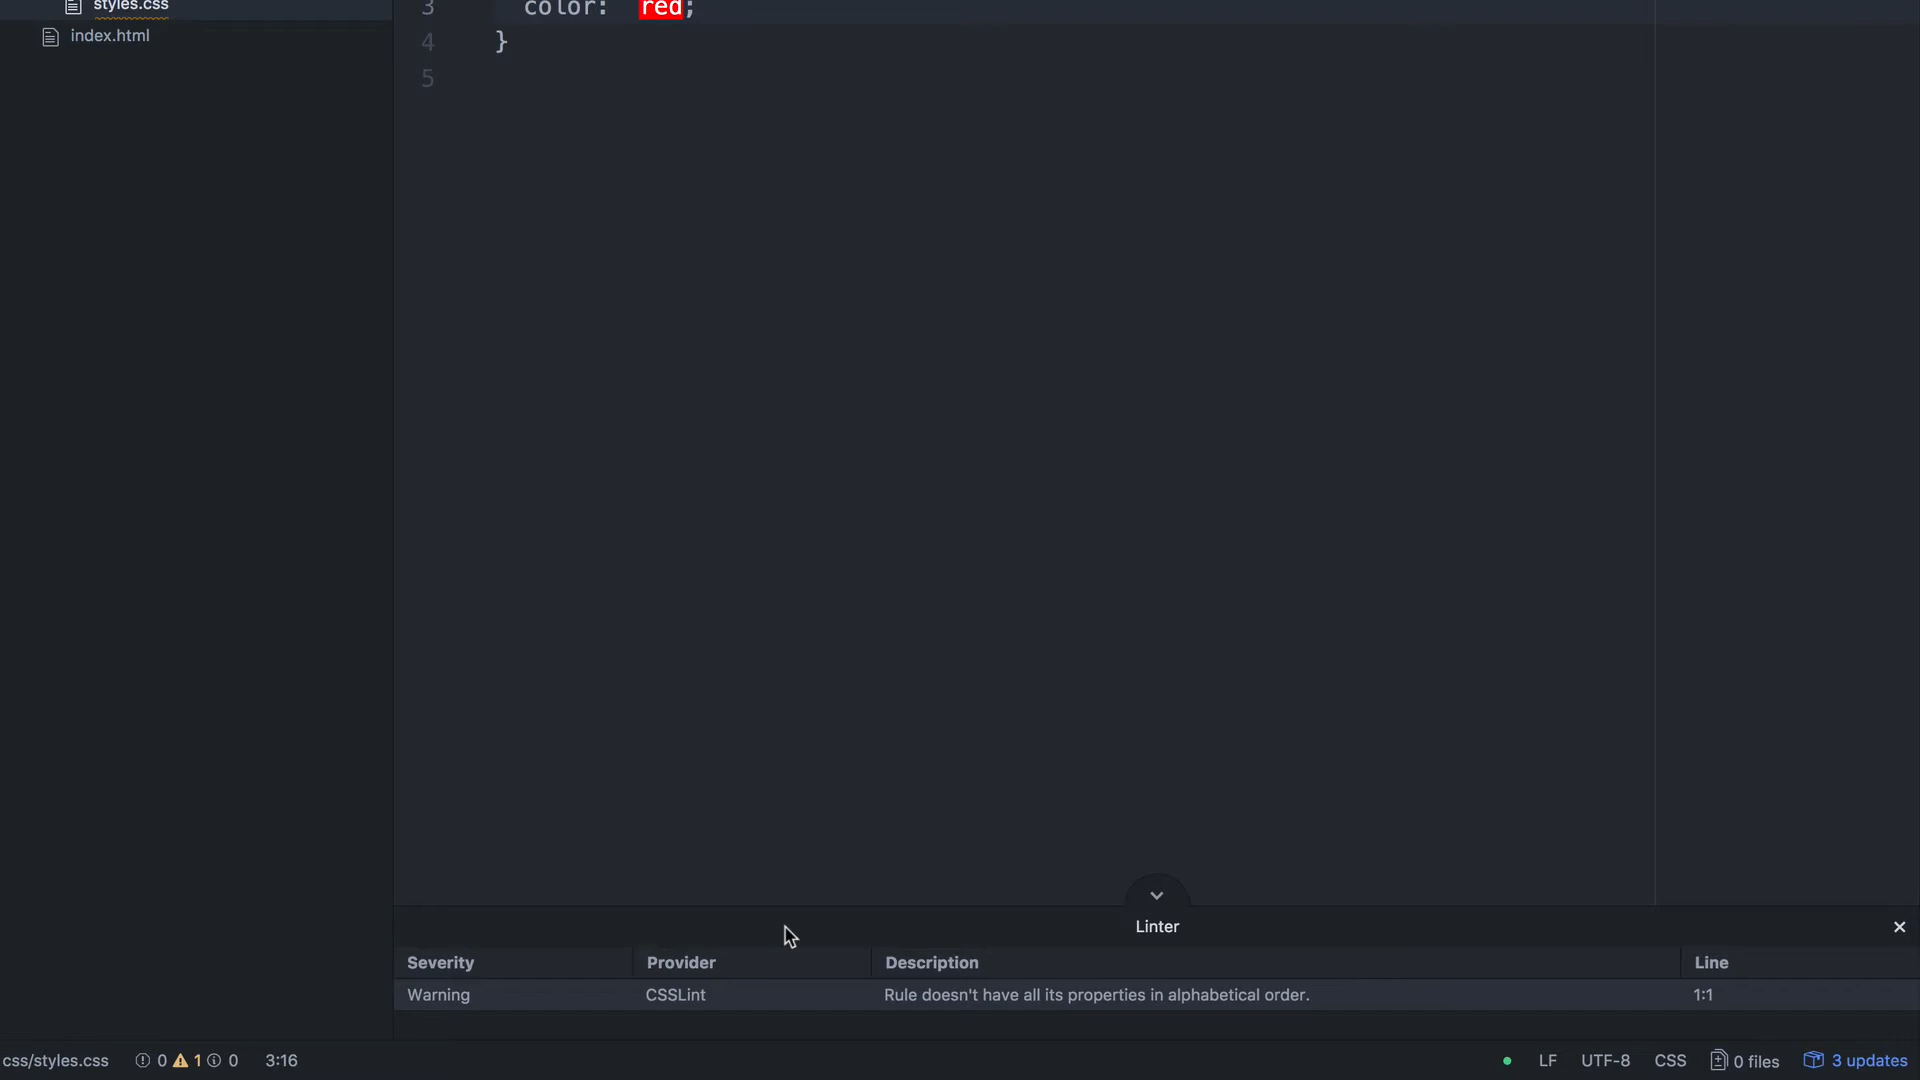 styles.css
index.html
3 color: red;
4 }
5
Linter
Severity Provider Description Line
Warning CSSLint Rule doesn't have all its properties in alphabetical order. 1:1
css/styles.css 0 1 0 3:16 LF UTF-8 CSS 0 files 3 updates